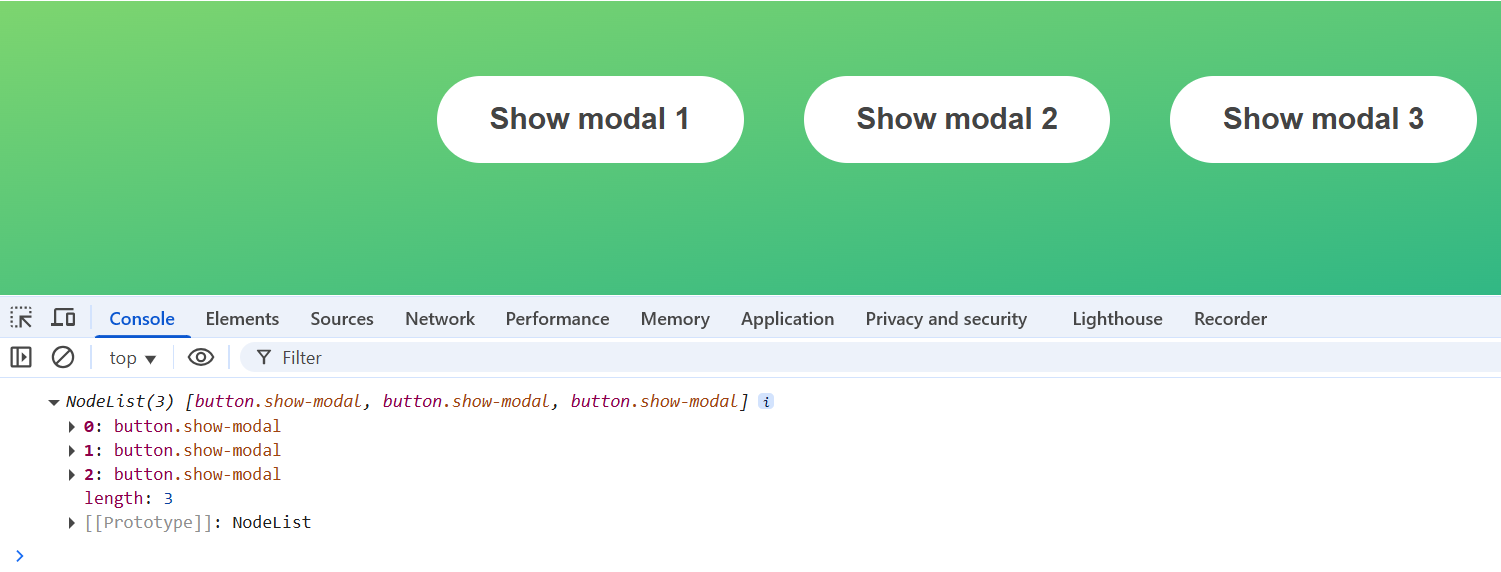 Show modal 1 Show modal 2 Show modal 3
Console Elements Sources Network Performance Memory Application Privacy and security Lighthouse Recorder
top Filter
NodeList(3) [button.show-modal, button.show-modal, button.show-modal] i
0: button.show-modal
1: button.show-modal
2: button.show-modal
length: 3
[[Prototype]]: NodeList